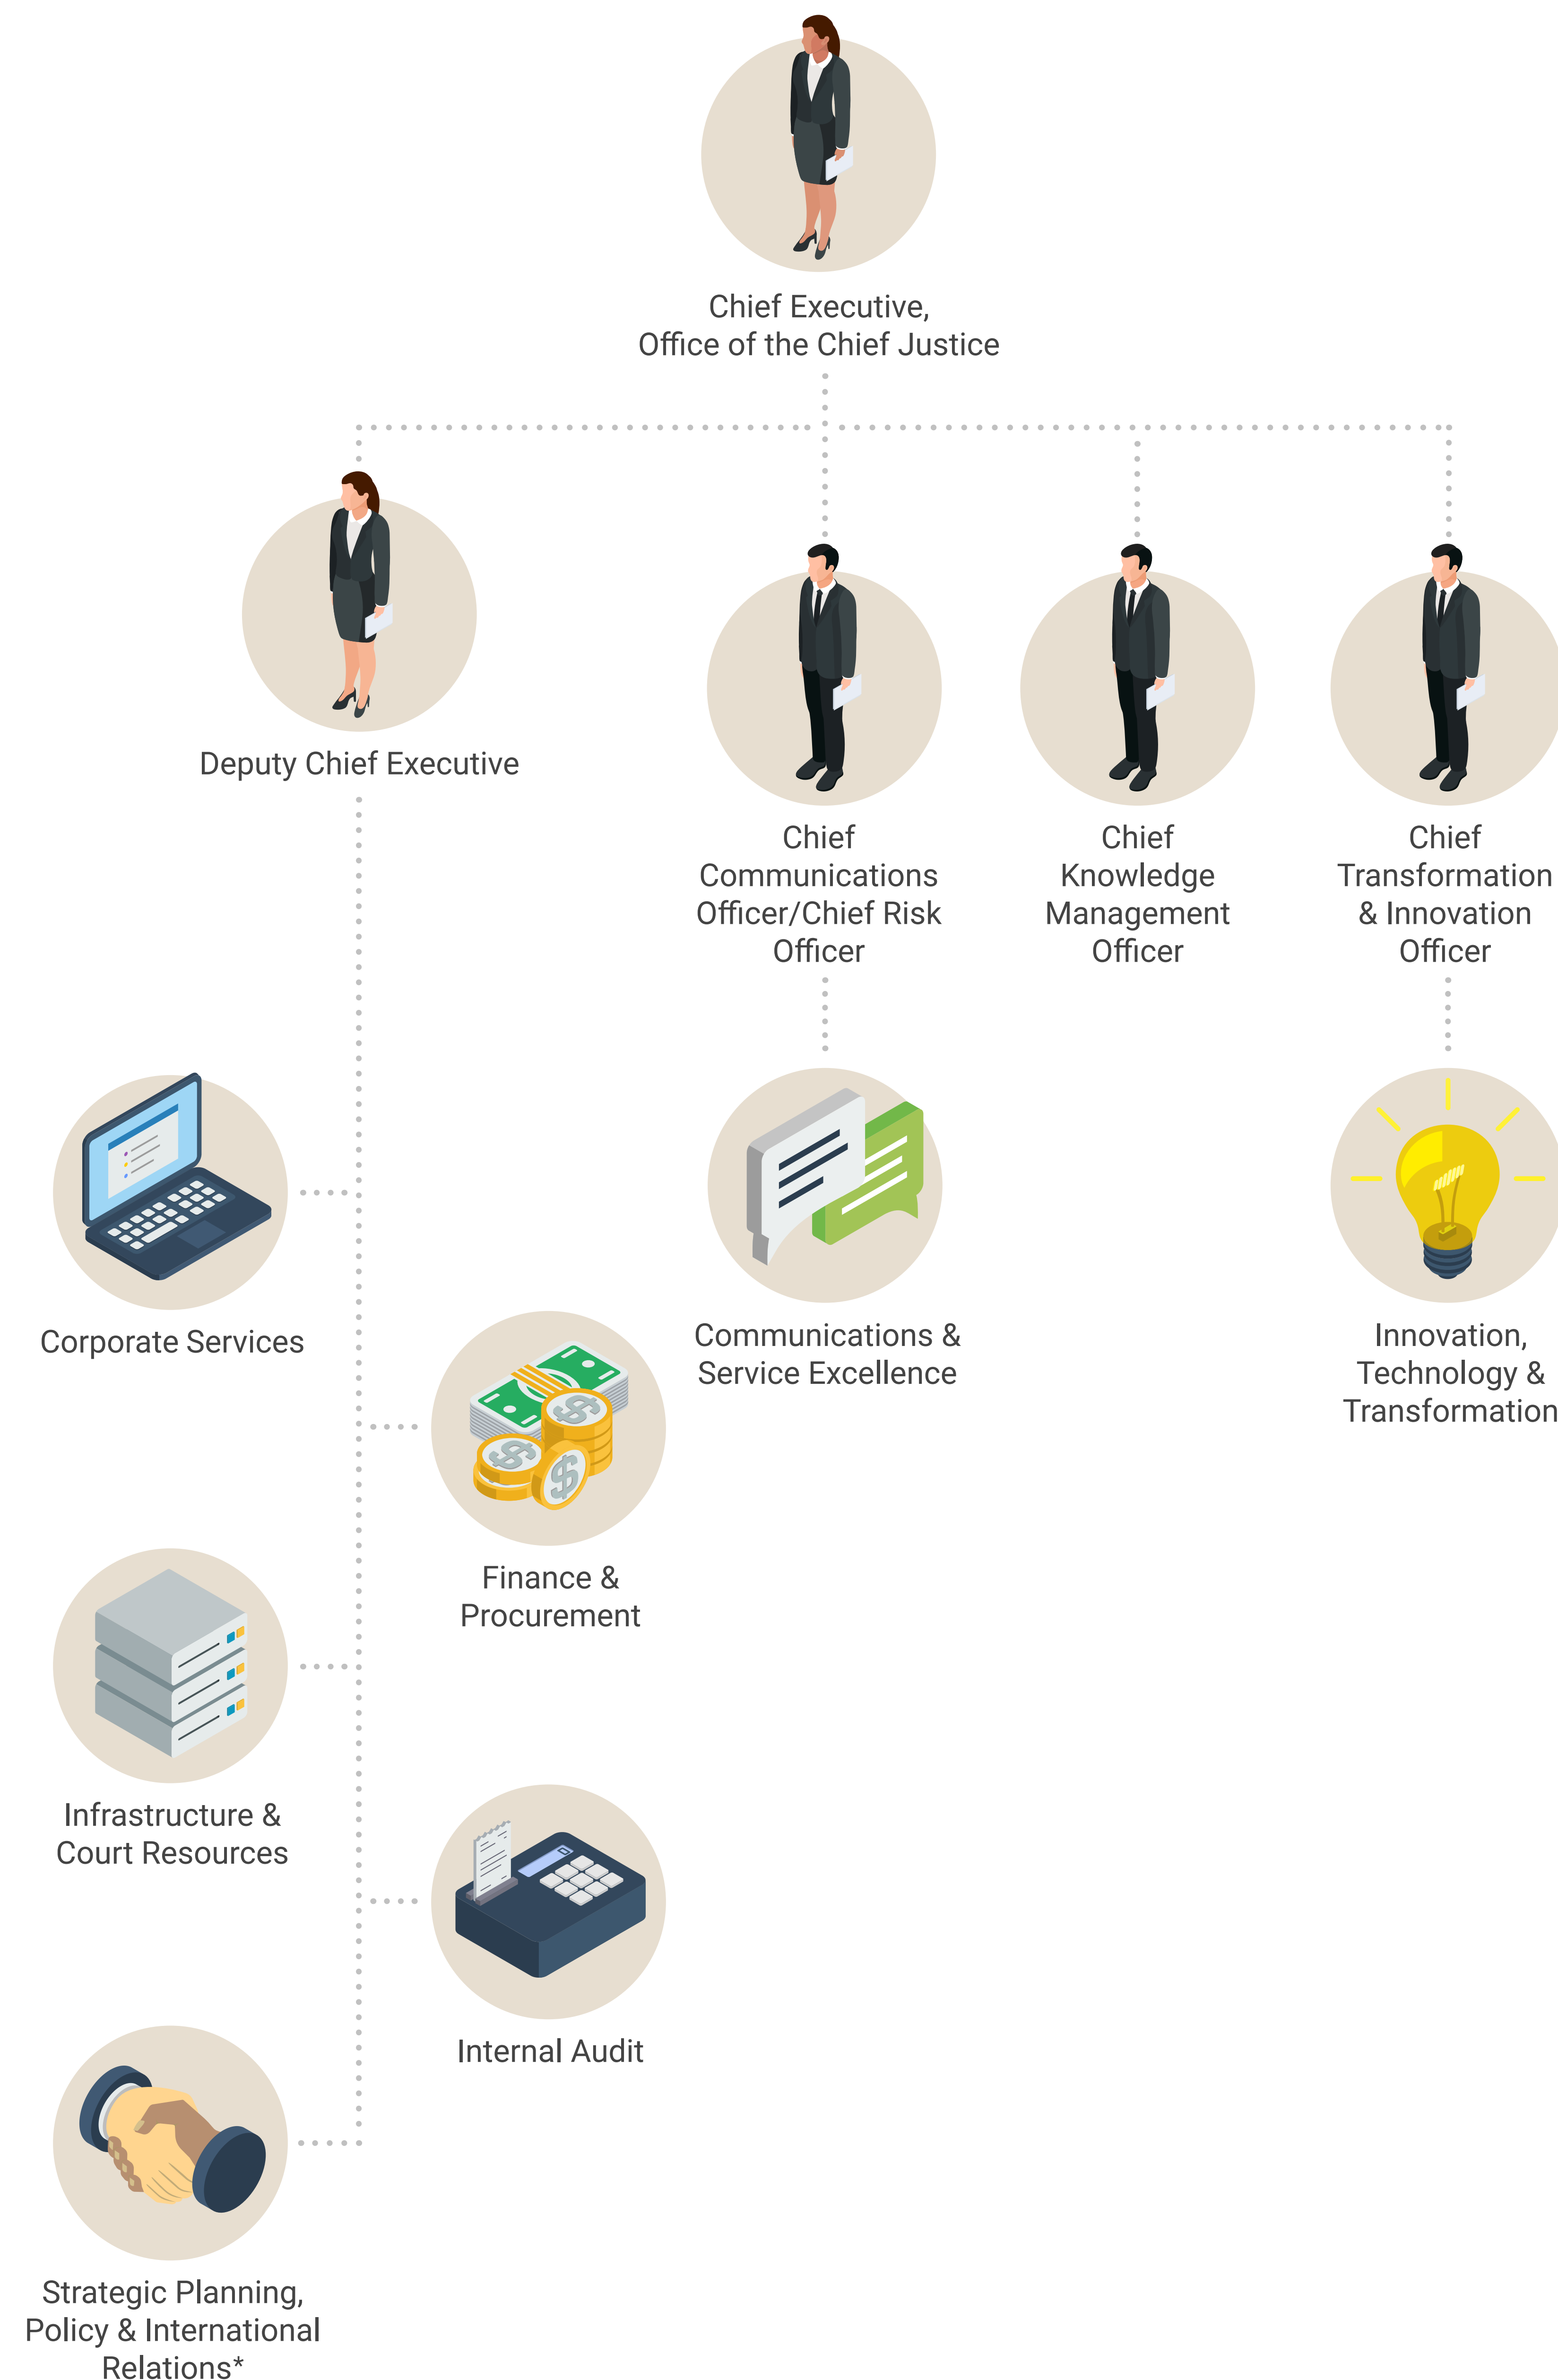 Chief Executive,
Office of the Chief Justice
Deputy Chief Executive
Chief
Communications
Officer/Chief Risk
Officer
Chief
Knowledge
Management
Officer
Chief
Transformation
& Innovation
Officer
Corporate Services
Communications &
Service Excellence
Innovation,
Technology &
Transformation
Finance &
Procurement
Infrastructure &
Court Resources
Internal Audit
Strategic Planning,
Policy & International
Relations*